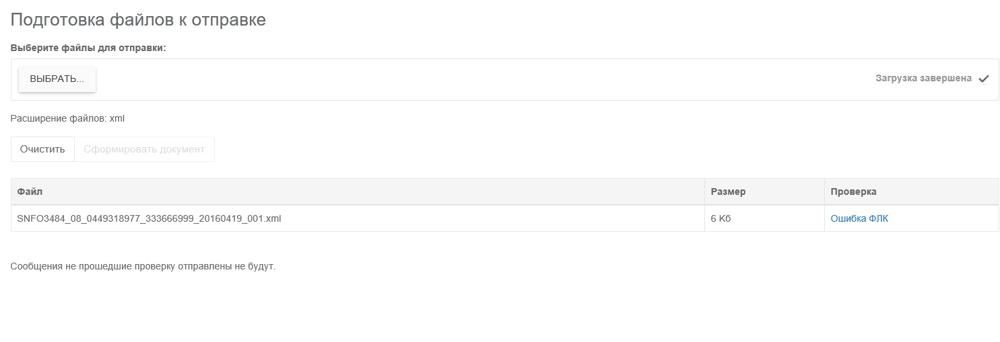 Подготовка файлов к отправке
Выберите файлы для отправки:
ВЫБРАТЬ...
Загрузка завершена
Расширение файлов: xml
Очистить Сформировать документ
Файл Размер Проверка
SNFO3484_08_0449318977_333666999_20160419_001.xml 6 Кб Ошибка ФЛК
Сообщения не прошедшие проверку отправлены не будут.